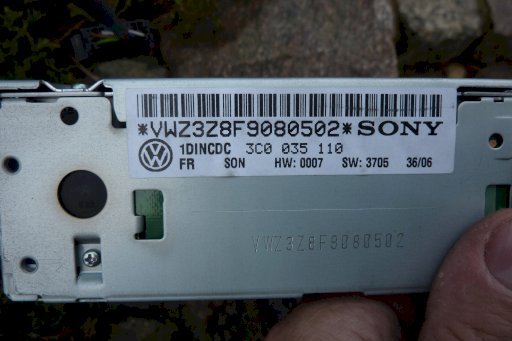 *VWZ3Z8F9080502* SONY
1DINCDC 3C0 035 110
FR SON HW: 0007 SW: 3705 36/06
VWZ3Z8F9080502